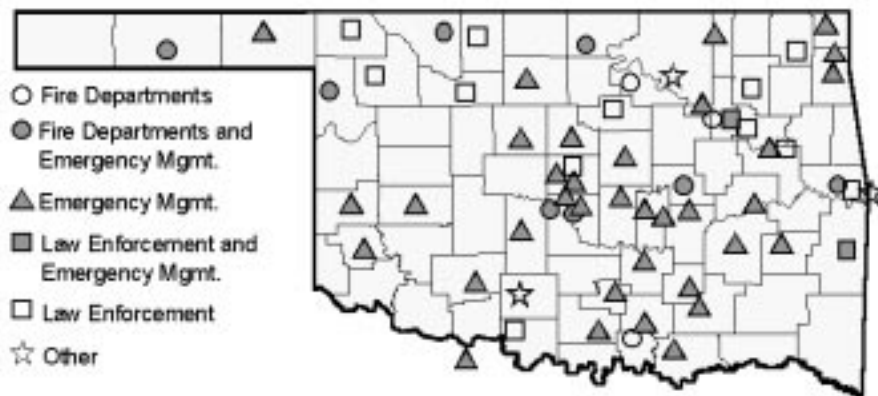 Fire Departments
Fire Departments and
Emergency Mgmt.
Emergency Mgmt.
Law Enforcement and
Emergency Mgmt.
Law Enforcement
Other